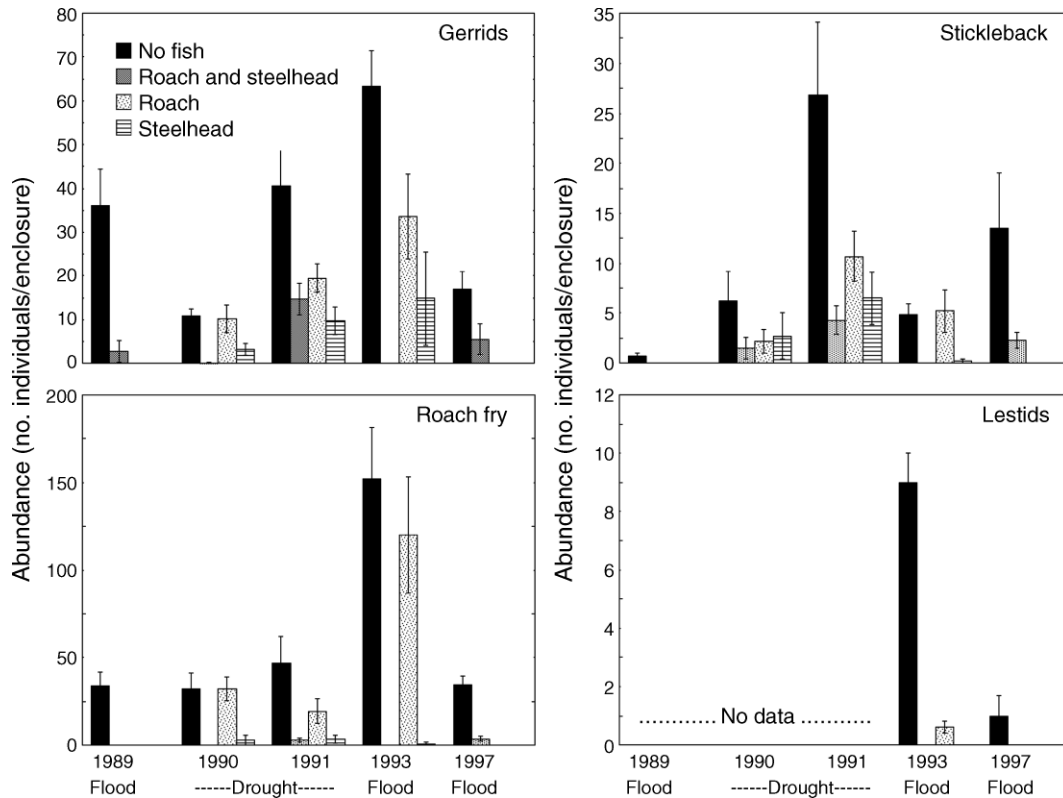 Gerrids
80
70
60
50
40
30
20
10
0
No fish
Roach and steelhead
Roach
Steelhead
Stickleback
35
30
25
20
15
10
5
0
Abundance (no. individuals/enclosure)
Abundance (no. individuals/enclosure)
Roach fry
200
150
100
50
0
1989 1990 1991 1993 1997
Flood ------Drought------ Flood Flood
Lestids
12
10
8
6
4
2
0
.......... No data ..........
1989 1990 1991 1993 1997
Flood ------Drought------ Flood Flood